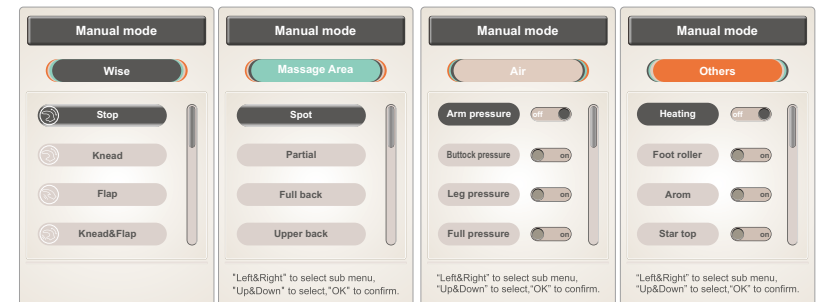 Manual mode
Wise
Stop
Knead
Flap
Knead&Flap
Manual mode
Massage Area
Spot
Partial
Full back
Upper back
"Left&Right" to select sub menu,
"Up&Down" to select,"OK" to confirm.
Manual mode
Air
Arm pressure off
Buttock pressure on
Leg pressure on
Full pressure on
“Left&Right” to select sub menu,
“Up&Down” to select,“OK” to confirm.
Manual mode
Others
Heating off
Foot roller on
Arom on
Star top on
“Left&Right” to select sub menu,
“Up&Down” to select,“OK” to confirm.